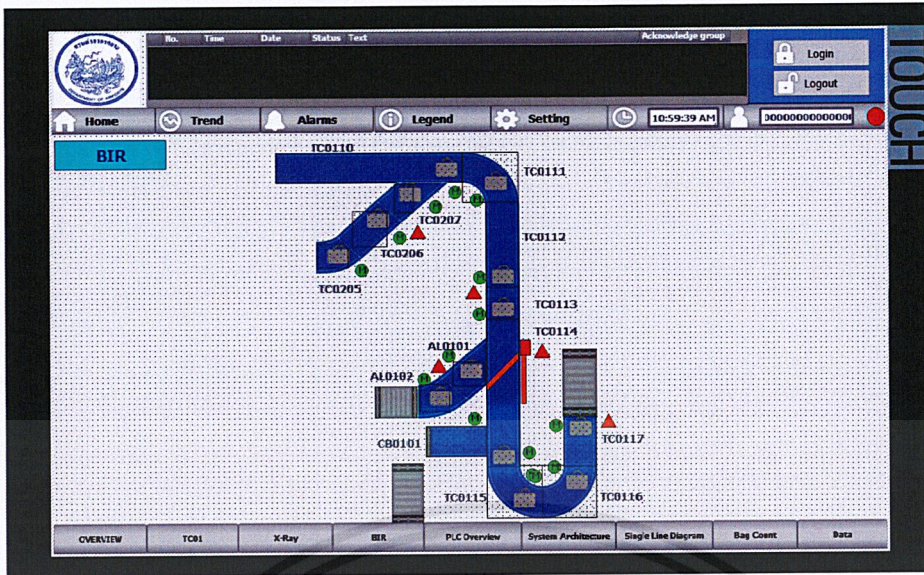 No. Time Date Status Text Acknowledge group
Login
Logout
TOUCH
Home Trend Alarms Legend Setting 10:59:39 AM
BIR
TC0110
TC0111
TC0207
TC0112
TC0206
TC0205
TC0113
TC0114
AL0101
AL0102
CB0101
TC0117
TC0115
TC0116
OVERVIEW TC01 X-Ray BIR PLC Overview System Architecture Single Line Diagram Bag Count Data